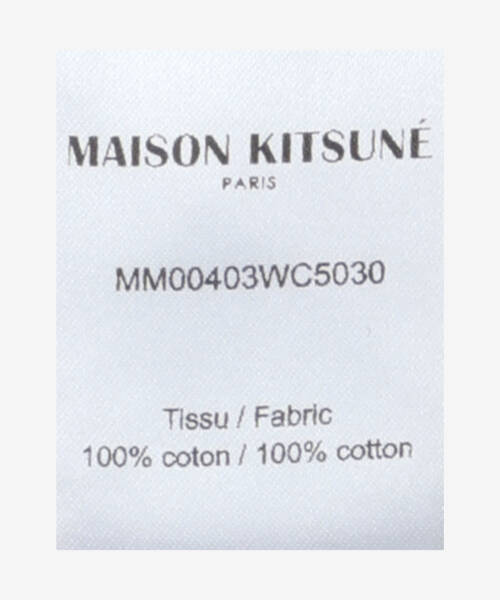 MAISON KITSUNÉ
PARIS
MM00403WC5030
Tissu / Fabric
100% coton / 100% cotton